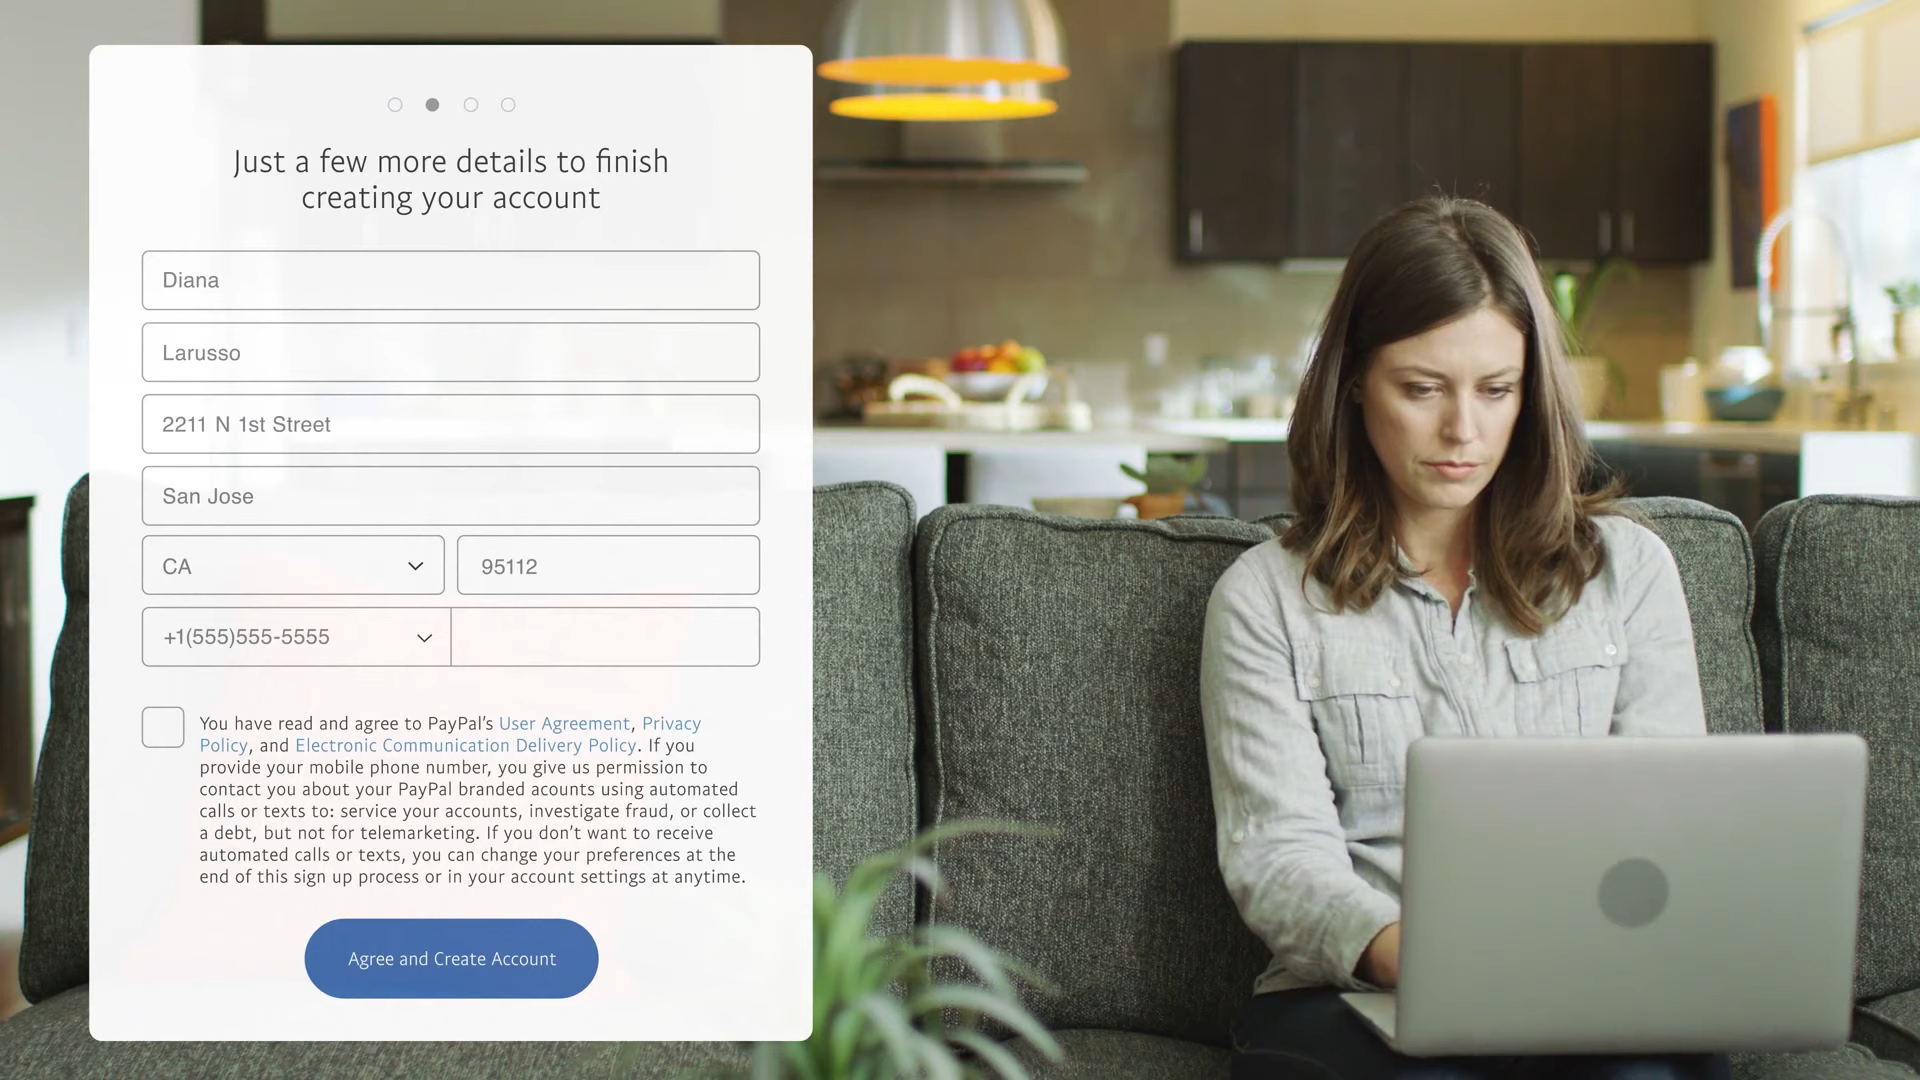 Just a few more details to finish
creating your account
Diana
Larusso
2211 N 1st Street
San Jose
CA
95112
+1(555)555-5555
You have read and agree to PayPal’s User Agreement, Privacy
Policy, and Electronic Communication Delivery Policy. If you
provide your mobile phone number, you give us permission to
contact you about your PayPal branded acounts using automated
calls or texts to: service your accounts, investigate fraud, or collect
a debt, but not for telemarketing. If you don’t want to receive
automated calls or texts, you can change your preferences at the
end of this sign up process or in your account settings at anytime.
Agree and Create Account